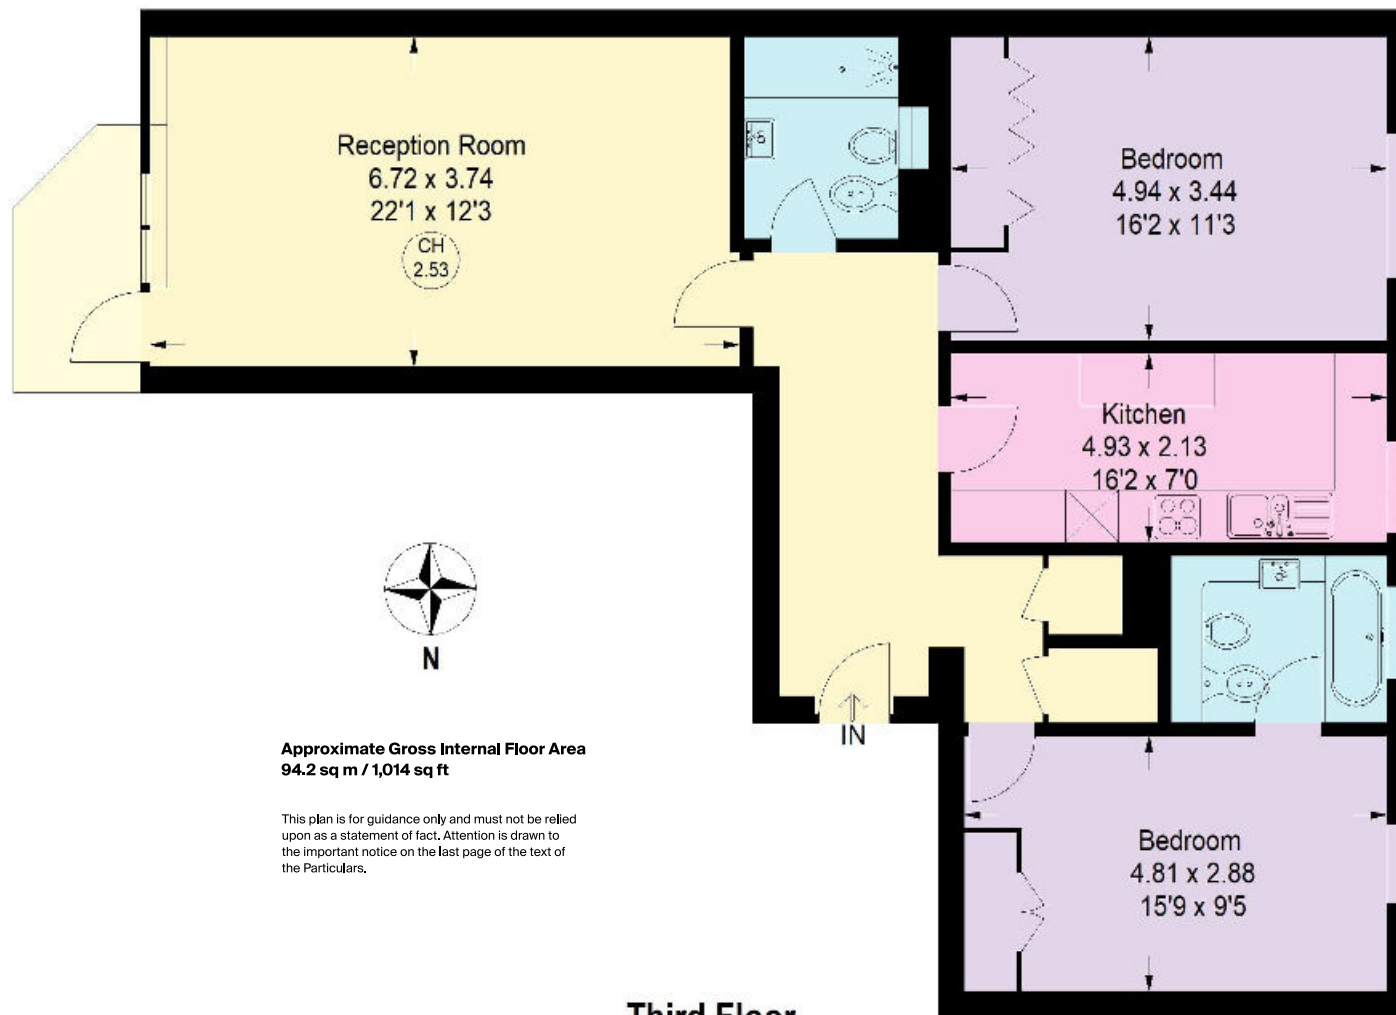 Reception Room
6.72 x 3.74
22'1 x 12'3
CH
2.53
Bedroom
4.94 x 3.44
16'2 x 11'3
Kitchen
4.93 x 2.13
16'2 x 7'0
N
IN
Approximate Gross Internal Floor Area
94.2 sq m / 1,014 sq ft
This plan is for guidance only and must not be relied
upon as a statement of fact. Attention is drawn to
the important notice on the last page of the text of
the Particulars.
Bedroom
4.81 x 2.88
15'9 x 9'5
Third Floor